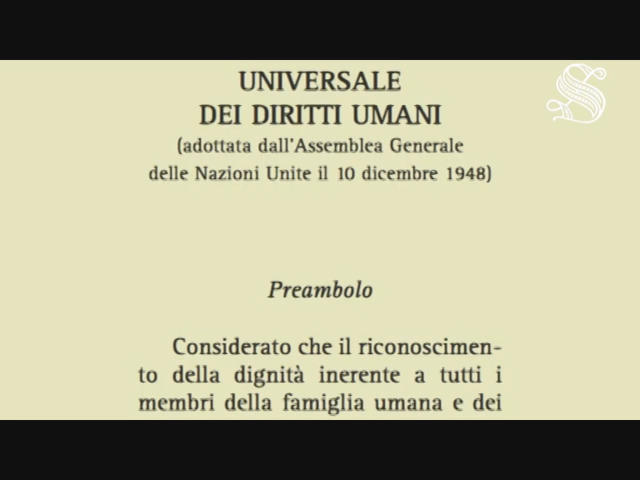 UNIVERSALE
DEI DIRITTI UMANI
(adottata dall'Assemblea Generale
delle Nazioni Unite il 10 dicembre 1948)
Preambolo
Considerato che il riconoscimen-
to della dignità inerente a tutti i
membri della famiglia umana e dei